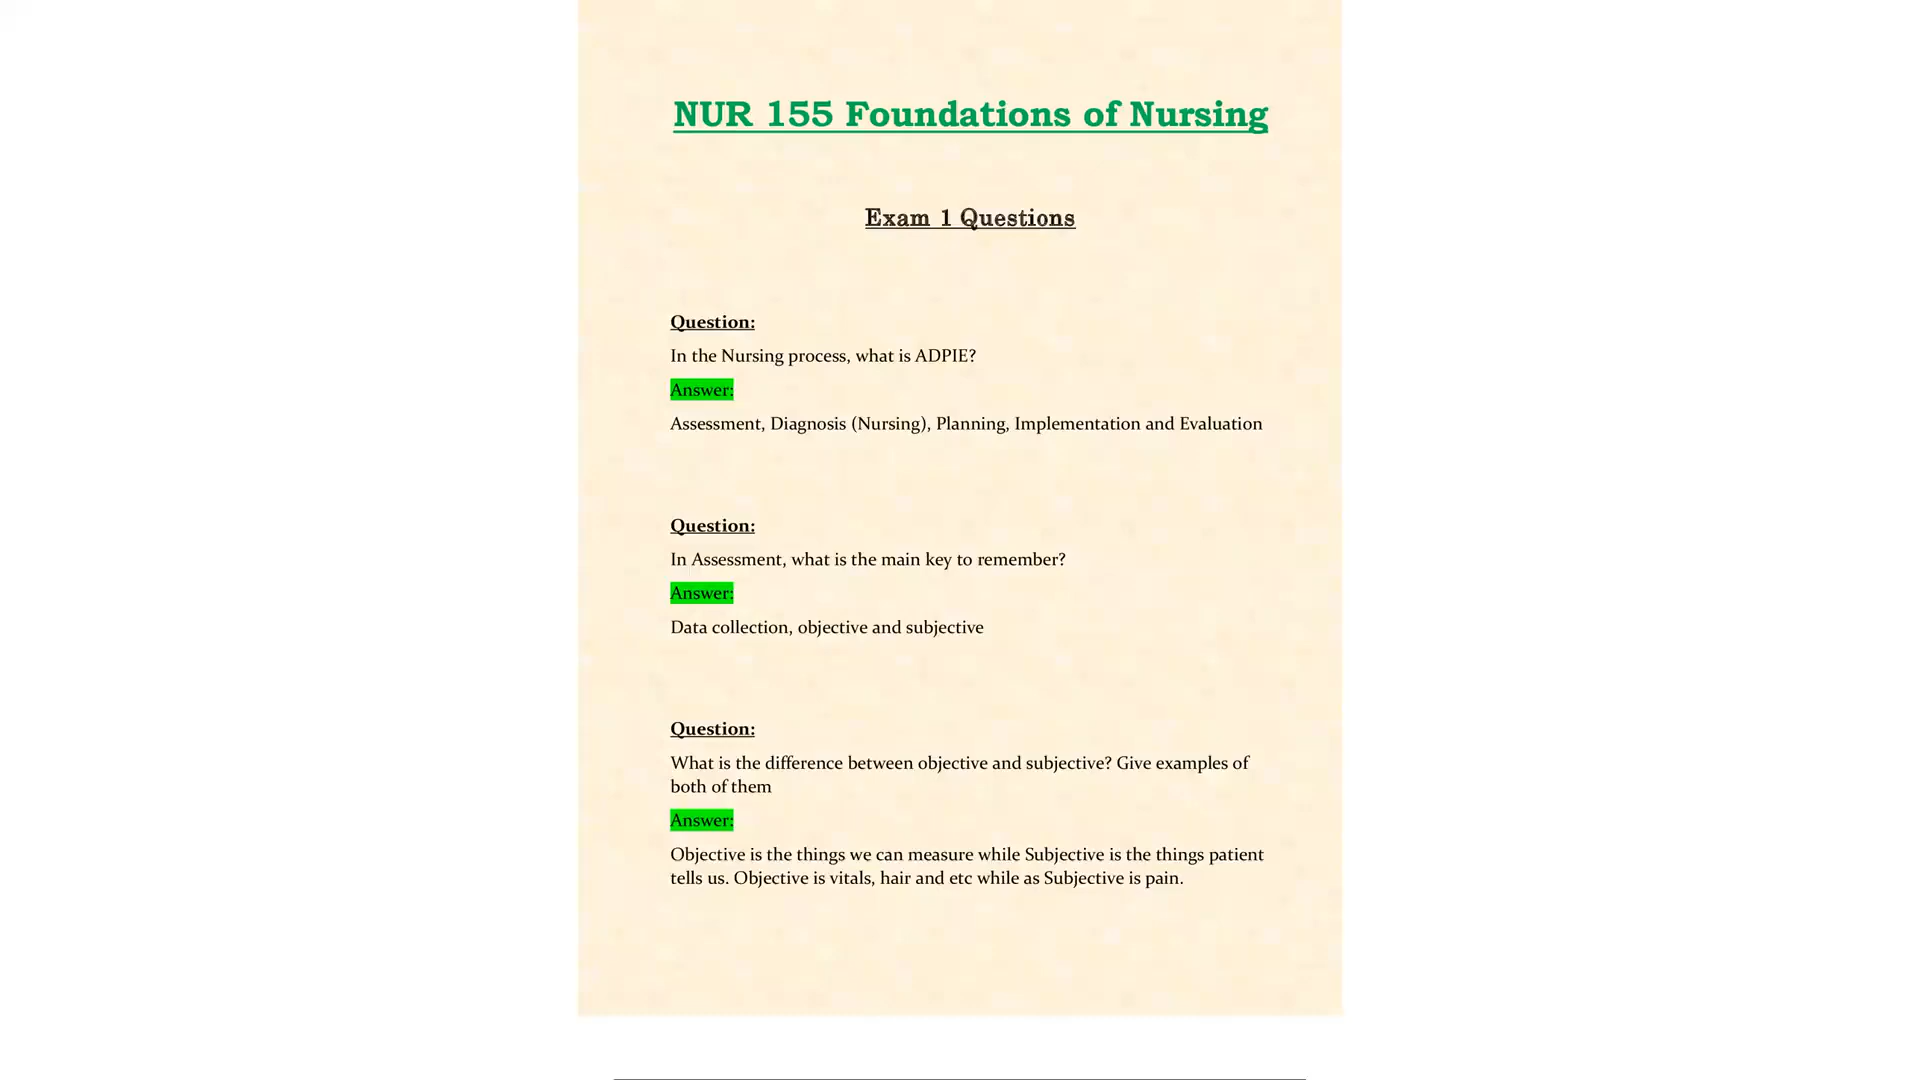 NUR 155 Foundations of Nursing
Exam 1 Questions
Question:
In the Nursing process, what is ADPIE?
Answer:
Assessment, Diagnosis (Nursing), Planning, Implementation and Evaluation
Question:
In Assessment, what is the main key to remember?
Answer:
Data collection, objective and subjective
Question:
What is the difference between objective and subjective? Give examples of
both of them
Answer:
Objective is the things we can measure while Subjective is the things patient
tells us. Objective is vitals, hair and etc while as Subjective is pain.